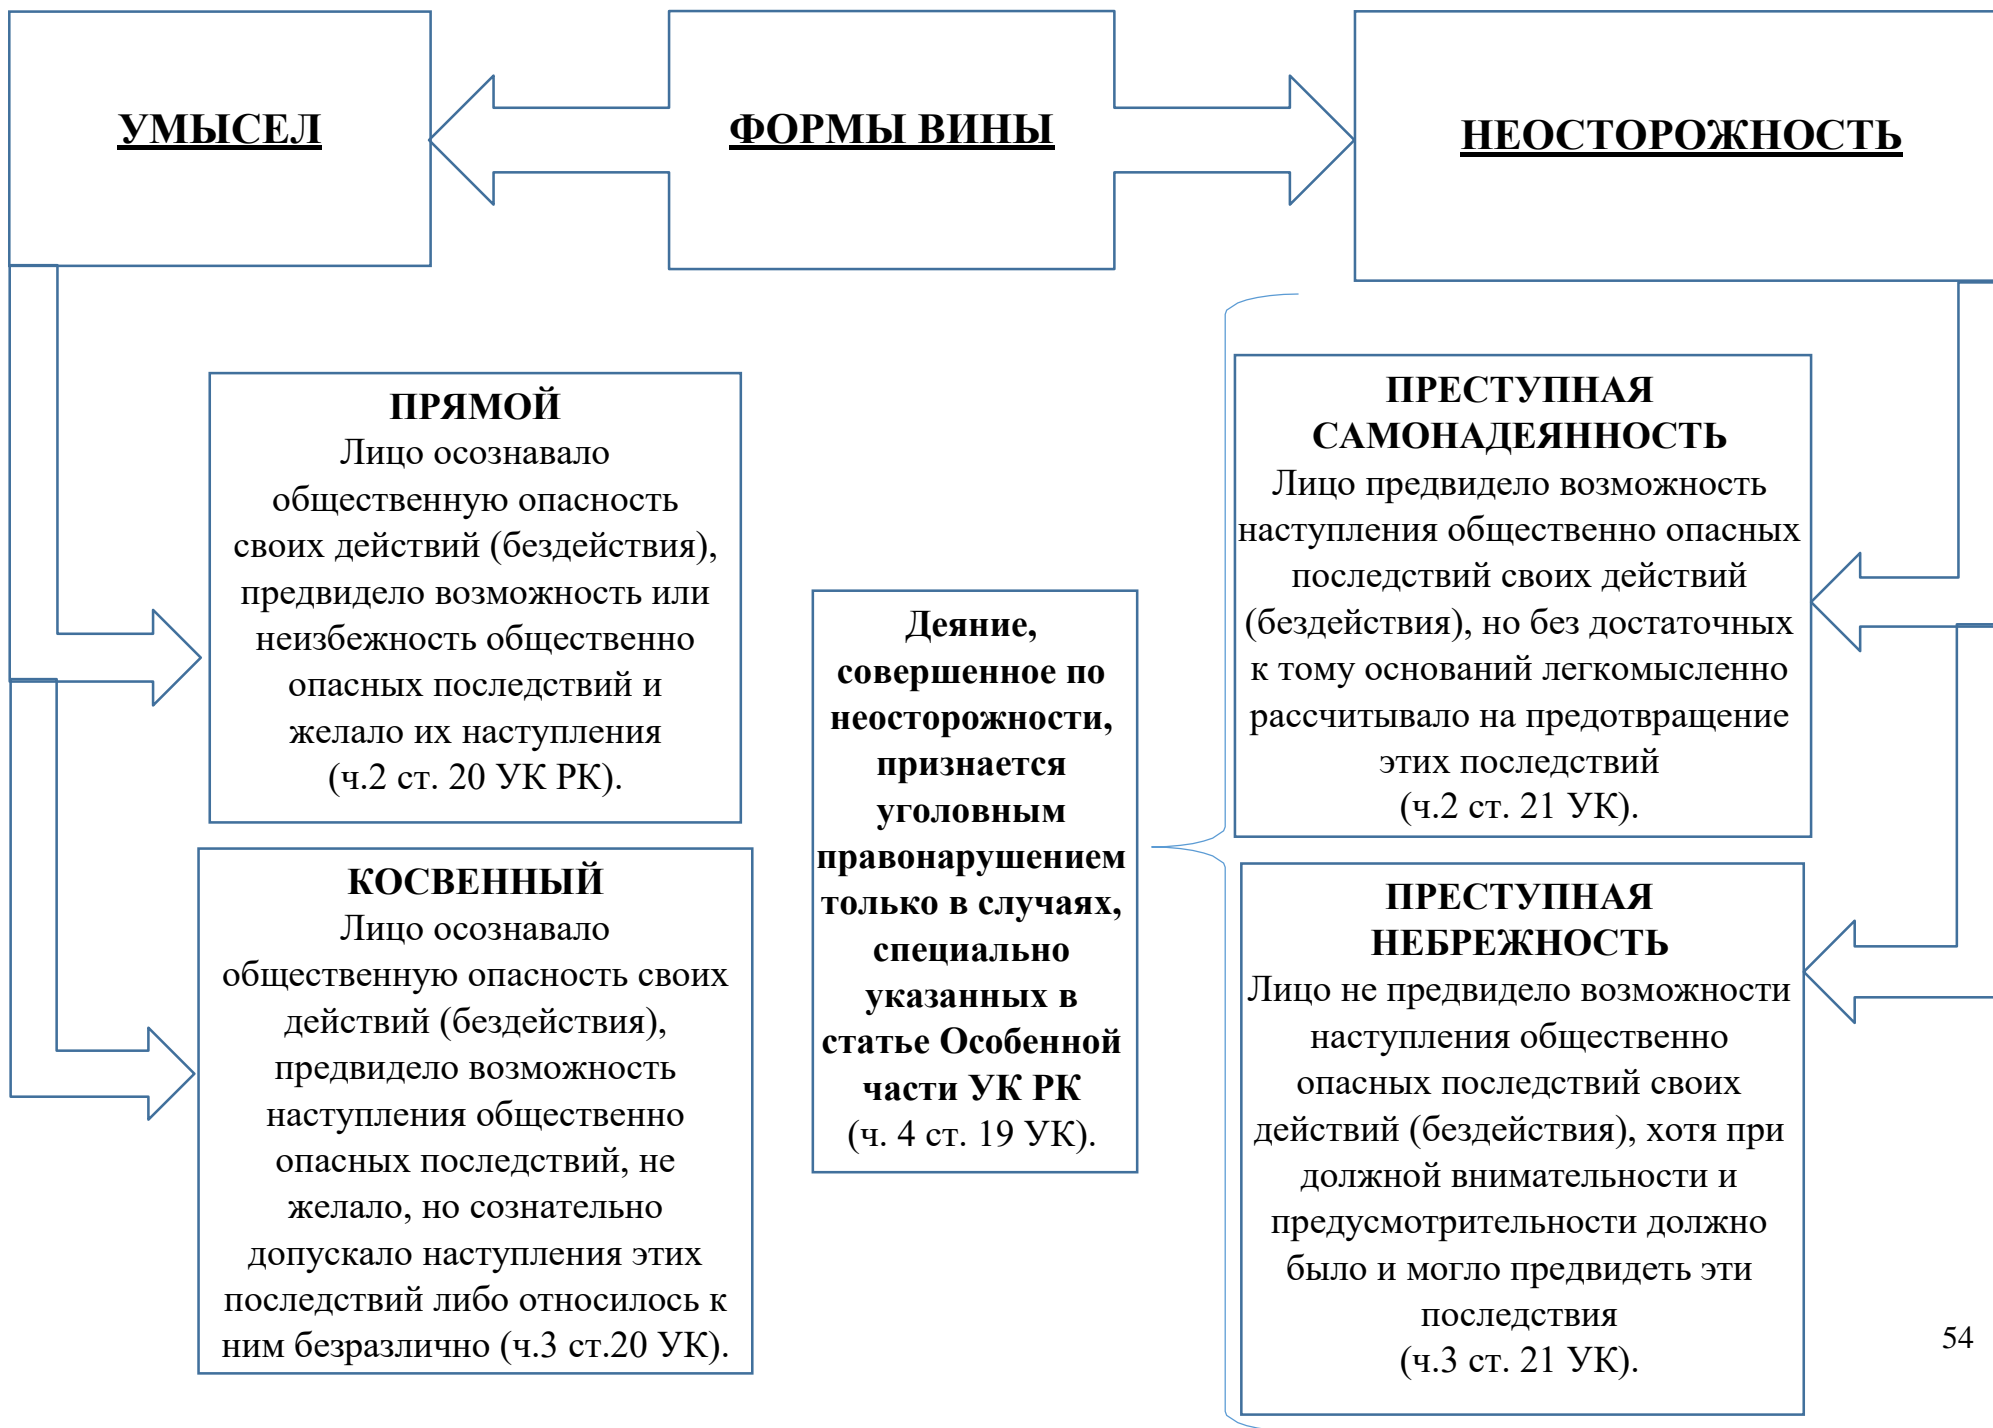 УМЫСЕЛ
ФОРМЫ ВИНЫ
НЕОСТОРОЖНОСТЬ
ПРЯМОЙ
Лицо осознавало
общественную опасность
своих действий (бездействия),
предвидело возможность или
неизбежность общественно
опасных последствий и
желало их наступления
(ч.2 ст. 20 УК РК).
КОСВЕННЫЙ
Лицо осознавало
общественную опасность своих
действий (бездействия),
предвидело возможность
наступления общественно
опасных последствий, не
желало, но сознательно
допускало наступления этих
последствий либо относилось к
ним безразлично (ч.3 ст.20 УК).
Деяние,
совершенное по
неосторожности,
признается
уголовным
правонарушением
только в случаях,
специально
указанных в
статье Особенной
части УК РК
(ч. 4 ст. 19 УК).
ПРЕСТУПНАЯ
САМОНАДЕЯННОСТЬ
Лицо предвидело возможность
наступления общественно опасных
последствий своих действий
(бездействия), но без достаточных
к тому оснований легкомысленно
рассчитывало на предотвращение
этих последствий
(ч.2 ст. 21 УК).
ПРЕСТУПНАЯ
НЕБРЕЖНОСТЬ
Лицо не предвидело возможности
наступления общественно
опасных последствий своих
действий (бездействия), хотя при
должной внимательности и
предусмотрительности должно
было и могло предвидеть эти
последствия
(ч.3 ст. 21 УК).
54